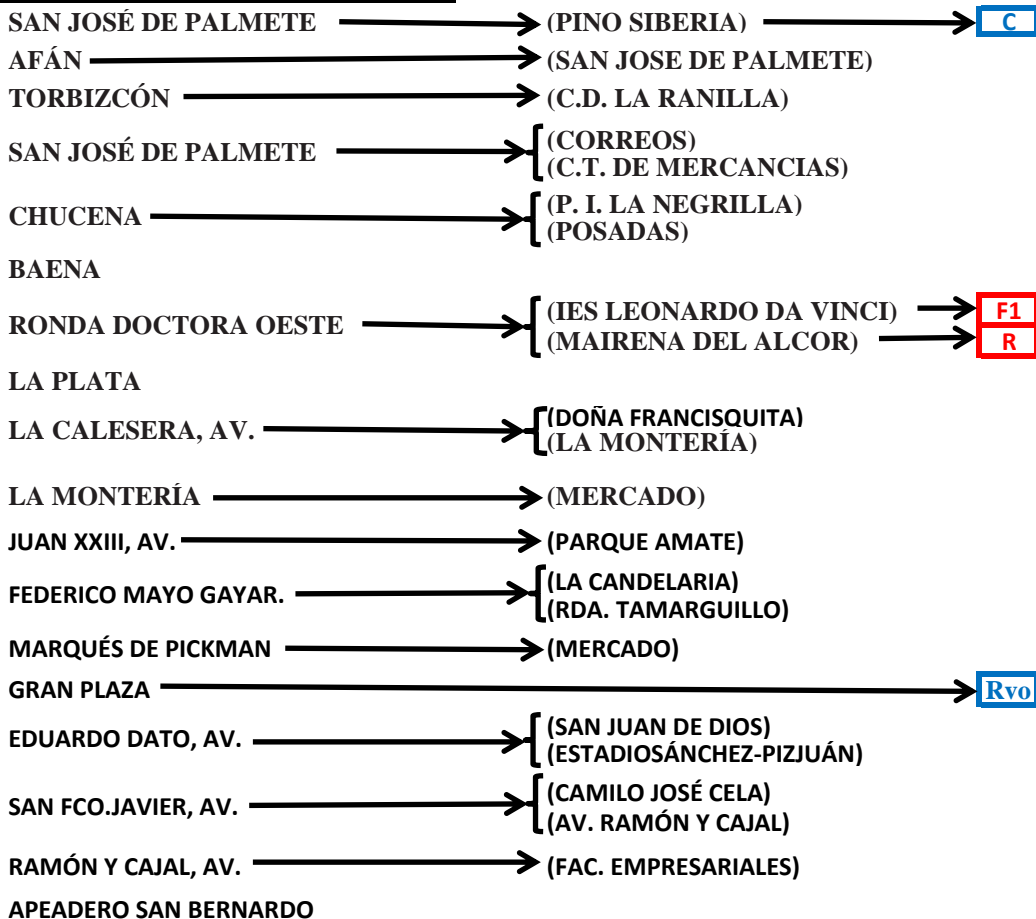 SAN JOSÉ DE PALMETE (PINO SIBERIA) C
AFÁN (SAN JOSE DE PALMETE)
TORBIZCÓN (C.D. LA RANILLA)
SAN JOSÉ DE PALMETE (CORREOS)
(C.T. DE MERCANCIAS)
CHUCENA (P. I. LA NEGRILLA)
(POSADAS)
BAENA
RONDA DOCTORA OESTE (IES LEONARDO DA VINCI) F1
(MAIRENA DEL ALCOR) R
LA PLATA
LA CALESERA, AV. (DOÑA FRANCISQUITA)
(LA MONTERÍA)
LA MONTERÍA (MERCADO)
JUAN XXIII, AV. (PARQUE AMATE)
FEDERICO MAYO GAYAR. (LA CANDELARIA)
(RDA. TAMARGUILLO)
MARQUÉS DE PICKMAN (MERCADO)
GRAN PLAZA Rvo
EDUARDO DATO, AV. (SAN JUAN DE DIOS)
(ESTADIOSÁNCHEZ-PIZJUÁN)
SAN FCO.JAVIER, AV. (CAMILO JOSÉ CELA)
(AV. RAMÓN Y CAJAL)
RAMÓN Y CAJAL, AV. (FAC. EMPRESARIALES)
APEADERO SAN BERNARDO